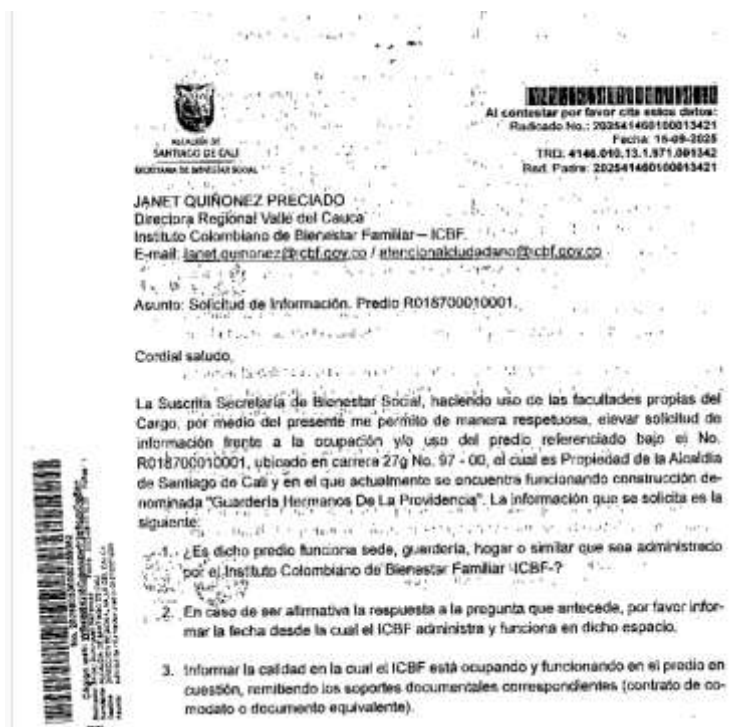 Al contestar por favor cite estos datos:
Radicado No.: 202541460100013421
Fecha: 16-09-2025
TRD: 4146.010.13.1.971.001342
Rad. Padre: 202541460100013421
ALCALDÍA DE
SANTIAGO DE CALI
SECRETARÍA DE BIENESTAR SOCIAL
JANET QUIÑONEZ PRECIADO
Directora Regional Valle del Cauca
Instituto Colombiano de Bienestar Familiar – ICBF.
E-mail: janet.quinonez@icbf.gov.co / atencionalciudadano@icbf.gov.co
Asunto: Solicitud de Información. Predio R018700010001.
Cordial saludo,
La Suscrita Secretaría de Bienestar Social, haciendo uso de las facultades propias del
Cargo, por medio del presente me permito de manera respetuosa, elevar solicitud de
información frente a la ocupación y/o uso del predio referenciado bajo el No.
R018700010001, ubicado en carrera 27g No. 97 - 00, el cual es Propiedad de la Alcaldía
de Santiago de Cali y en el que actualmente se encuentra funcionando construcción de-
nominada "Guardería Hermanos De La Providencia". La información que se solicita es la
siguiente:
1. ¿Es dicho predio funciona sede, guardería, hogar o similar que sea administrado
por el Instituto Colombiano de Bienestar Familiar -ICBF-?
2. En caso de ser afirmativa la respuesta a la pregunta que antecede, por favor infor-
mar la fecha desde la cual el ICBF administra y funciona en dicho espacio.
3. Informar la calidad en la cual el ICBF está ocupando y funcionando en el predio en
cuestión, remitiendo los soportes documentales correspondientes (contrato de co-
modato o documento equivalente).